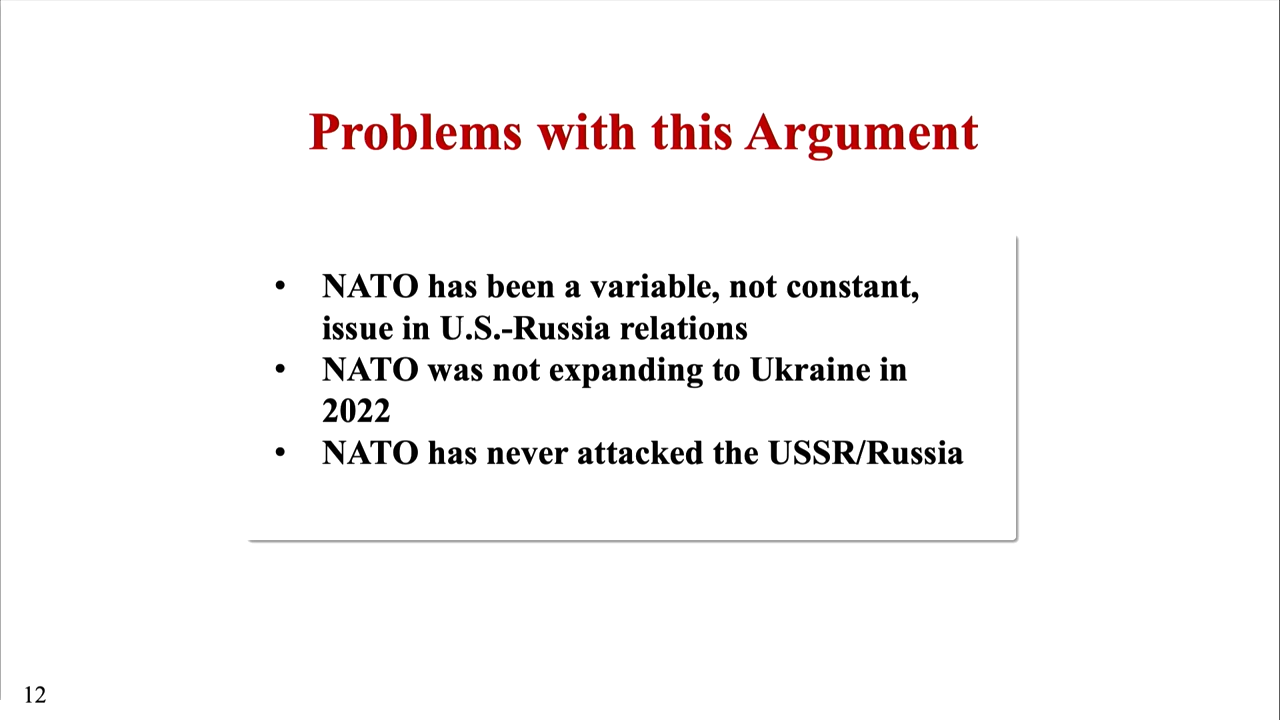 Problems with this Argument
• NATO has been a variable, not constant,
issue in U.S.-Russia relations
• NATO was not expanding to Ukraine in
2022
• NATO has never attacked the USSR/Russia
12